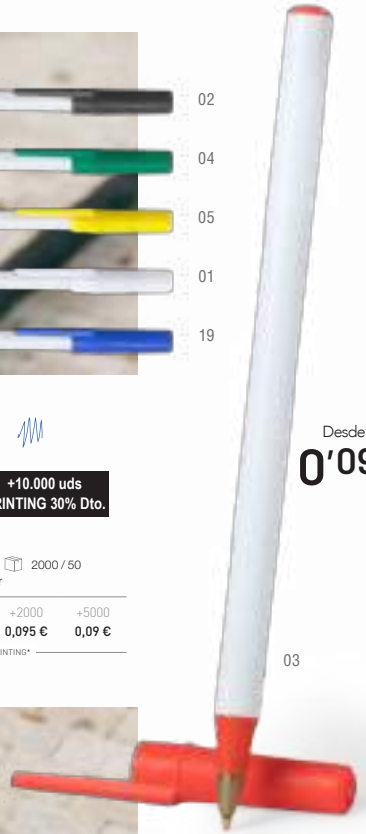 02
04
05
01
19
Desde
0'09
+10.000 uds
RINTING 30% Dto.
2000 / 50
+2000 +5000
0,095 € 0,09 €
INTING*
03